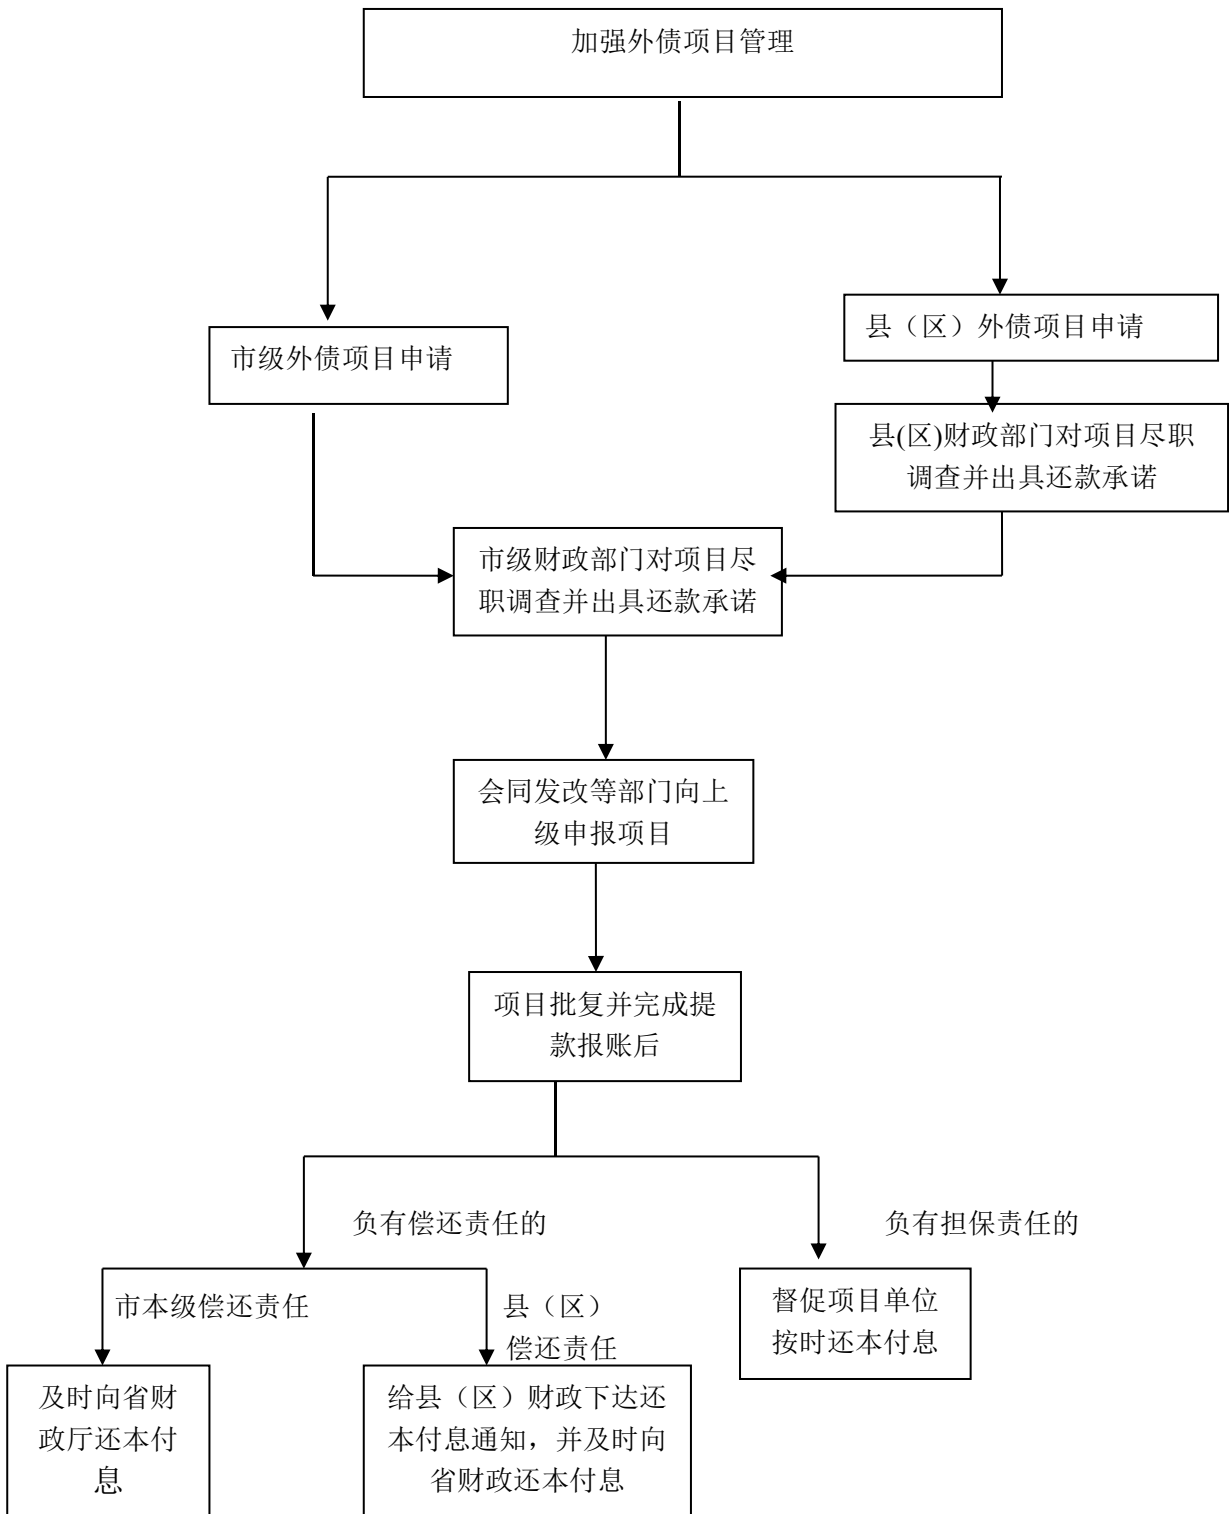 加强外债项目管理
县（区）外债项目申请
市级外债项目申请
县(区)财政部门对项目尽职
调查并出具还款承诺
市级财政部门对项目尽
职调查并出具还款承诺
会同发改等部门向上
级申报项目
项目批复并完成提
款报账后
负有偿还责任的
负有担保责任的
市本级偿还责任
县（区）
偿还责任
督促项目单位
按时还本付息
及时向省财
政厅还本付
息
给县（区）财政下达还
本付息通知，并及时向
省财政还本付息